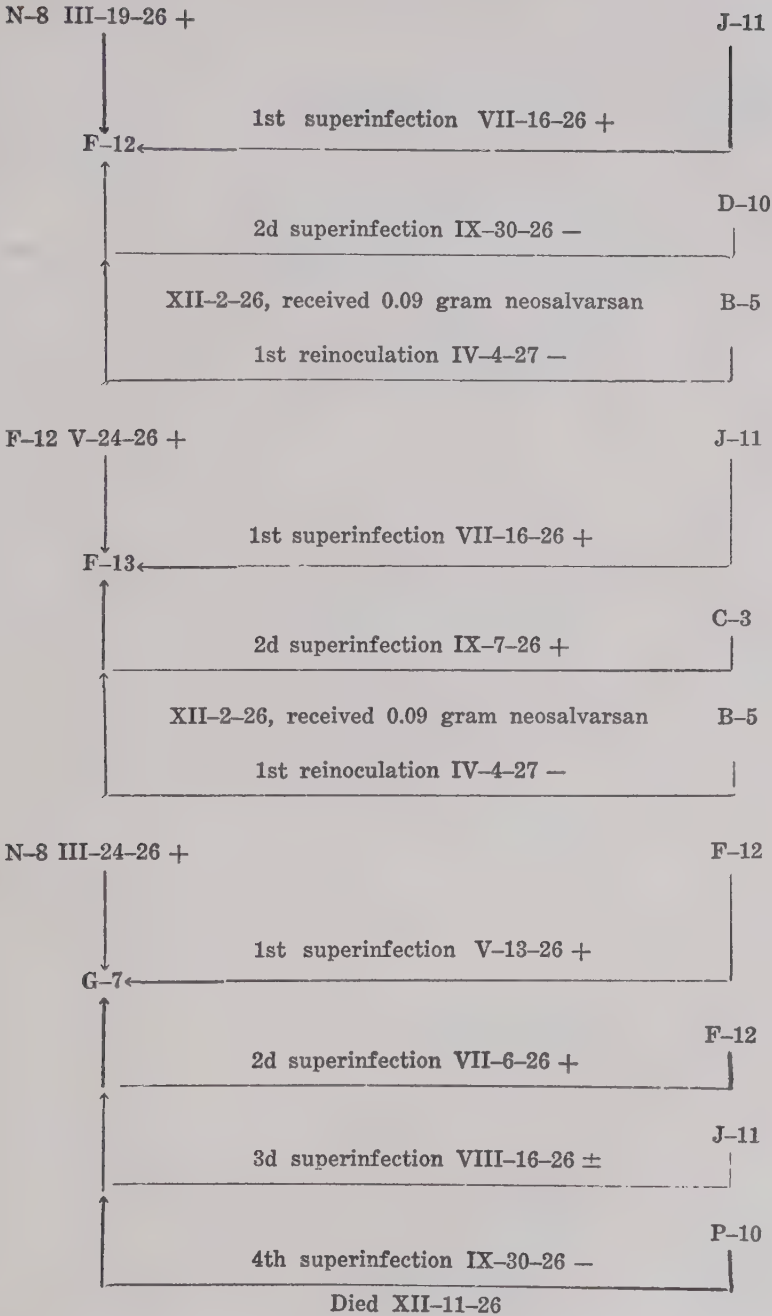 N–8 III–19–26 + J–11
1st superinfection VII–16–26 +
F–12
D–10
2d superinfection IX–30–26 —
XII–2–26, received 0.09 gram neosalvarsan B–5
1st reinoculation IV–4–27 —
F–12 V–24–26 + J–11
1st superinfection VII–16–26 +
F–13
C–3
2d superinfection IX–7–26 +
XII–2–26, received 0.09 gram neosalvarsan B–5
1st reinoculation IV–4–27 —
N–8 III–24–26 + F–12
1st superinfection V–13–26 +
G–7
F–12
2d superinfection VII–6–26 +
J–11
3d superinfection VIII–16–26 ±
P–10
4th superinfection IX–30–26 —
Died XII–11–26